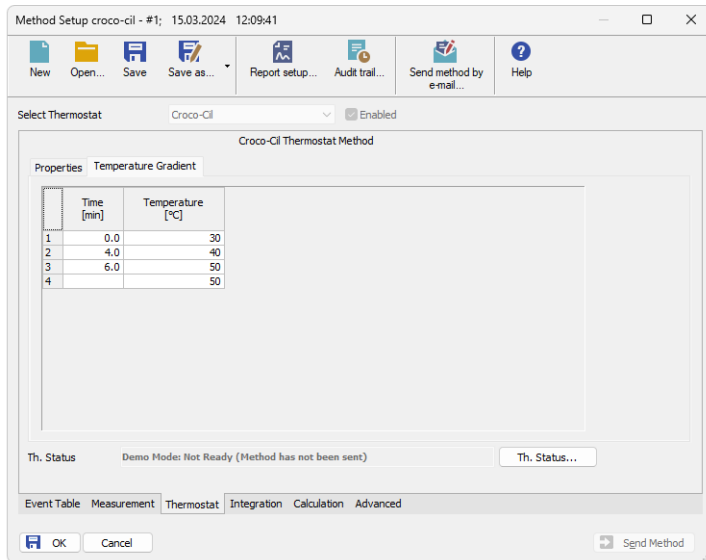 Method Setup croco-cil - #1;  15.03.2024  12:09:41
New Open... Save Save as... Report setup... Audit trail... Send method by e-mail... Help
Select Thermostat Croco-Cil Enabled
Croco-Cil Thermostat Method
Properties Temperature Gradient
Time [min] Temperature [°C]
1 0.0 30
2 4.0 40
3 6.0 50
4 50
Th. Status Demo Mode: Not Ready (Method has not been sent) Th. Status...
Event Table Measurement Thermostat Integration Calculation Advanced
OK Cancel Send Method